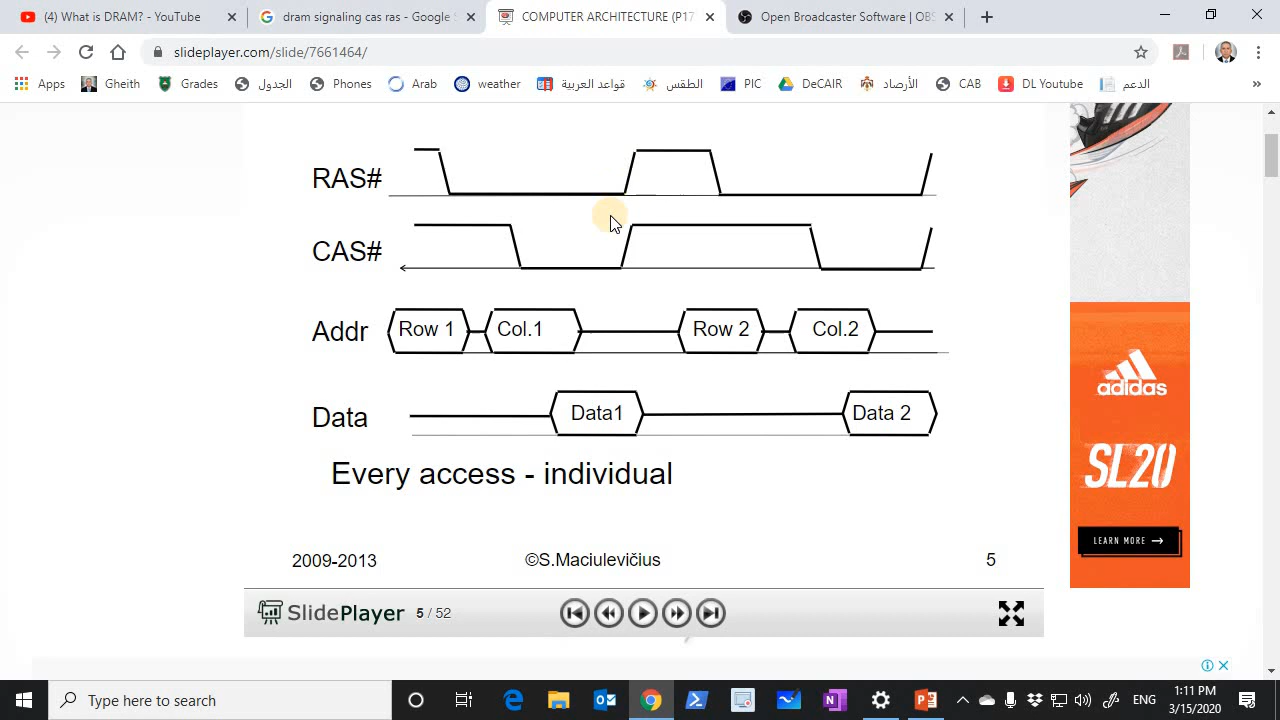 (4) What is DRAM? - YouTube
dram signaling cas ras - Google
COMPUTER ARCHITECTURE (P17
Open Broadcaster Software | OB
slideplayer.com/slide/7661464/
Apps
Gheith
Grades
الجدول
Phones
Arab
weather
قواعد العربية
الطقس
PIC
DeCAIR
الأرصاد
CAB
DL Youtube
الدعم
»
RAS#
CAS#
Addr
Row 1
Col.1
Row 2
Col.2
Data
Data1
Data 2
Every access - individual
2009-2013
©S.Maciulevičius
5
SlidePlayer
5 / 52
adidas
SL20
LEARN MORE →
Type here to search
ENG
1:11 PM
3/15/2020